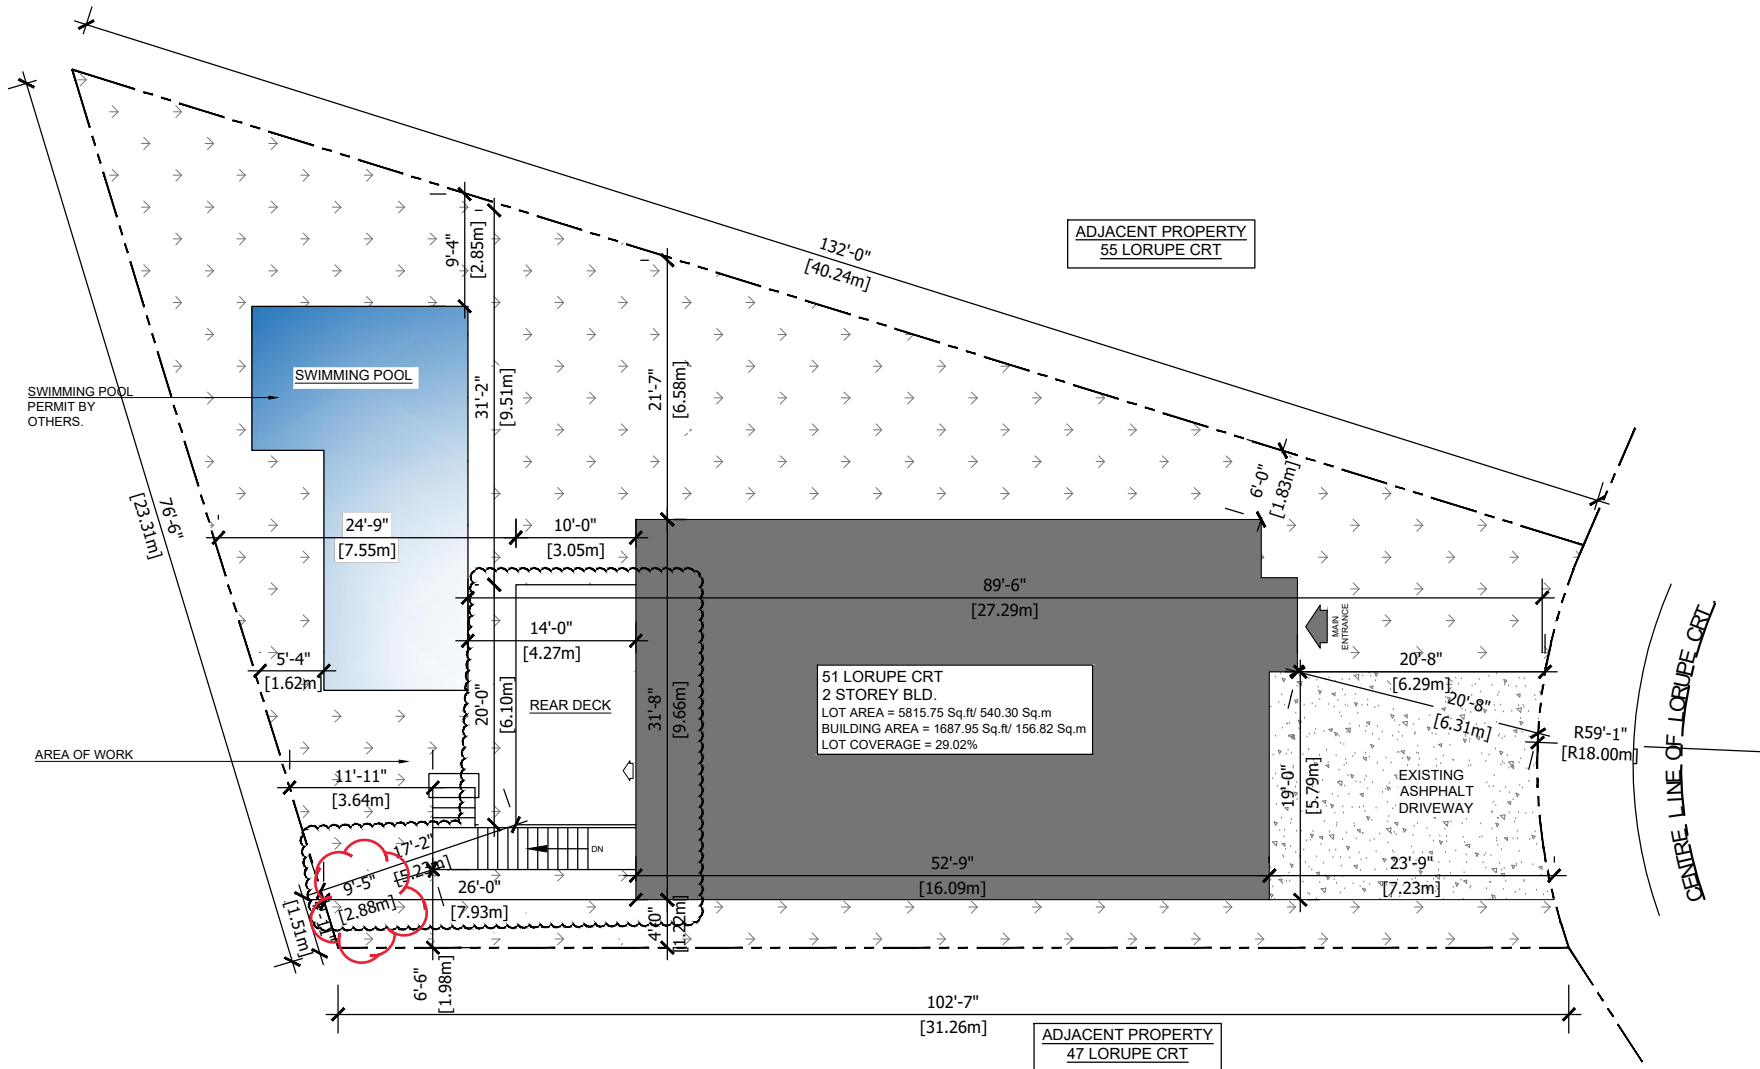 132'-0"
[40.24m]
ADJACENT PROPERTY
55 LORUPE CRT
9'-4"
[2.85m]
31'-2"
[9.51m]
21'-7"
[6.58m]
SWIMMING POOL
SWIMMING POOL
PERMIT BY
OTHERS.
76'-6"
[23.31m]
6'-0"
[1.83m]
24'-9"
[7.55m]
10'-0"
[3.05m]
89'-6"
[27.29m]
MAIN
ENTRANCE
14'-0"
[4.27m]
5'-4"
[1.62m]
20'-0"
[6.10m]
REAR DECK
31'-8"
[9.66m]
51 LORUPE CRT
2 STOREY BLD.
LOT AREA = 5815.75 Sq.ft/ 540.30 Sq.m
BUILDING AREA = 1687.95 Sq.ft/ 156.82 Sq.m
LOT COVERAGE = 29.02%
20'-8"
[6.29m]
20'-8"
[6.31m]
R59'-1"
[R18.00m]
CENTRE LINE OF LORUPE CRT
AREA OF WORK
11'-11"
[3.64m]
19'-0"
[5.79m]
EXISTING
ASHPHALT
DRIVEWAY
17'-2"
[5.23m]
DN
9'-5"
[2.88m]
26'-0"
[7.93m]
52'-9"
[16.09m]
23'-9"
[7.23m]
[1.51m]
4'-0"
[1.22m]
6'-6"
[1.98m]
102'-7"
[31.26m]
ADJACENT PROPERTY
47 LORUPE CRT